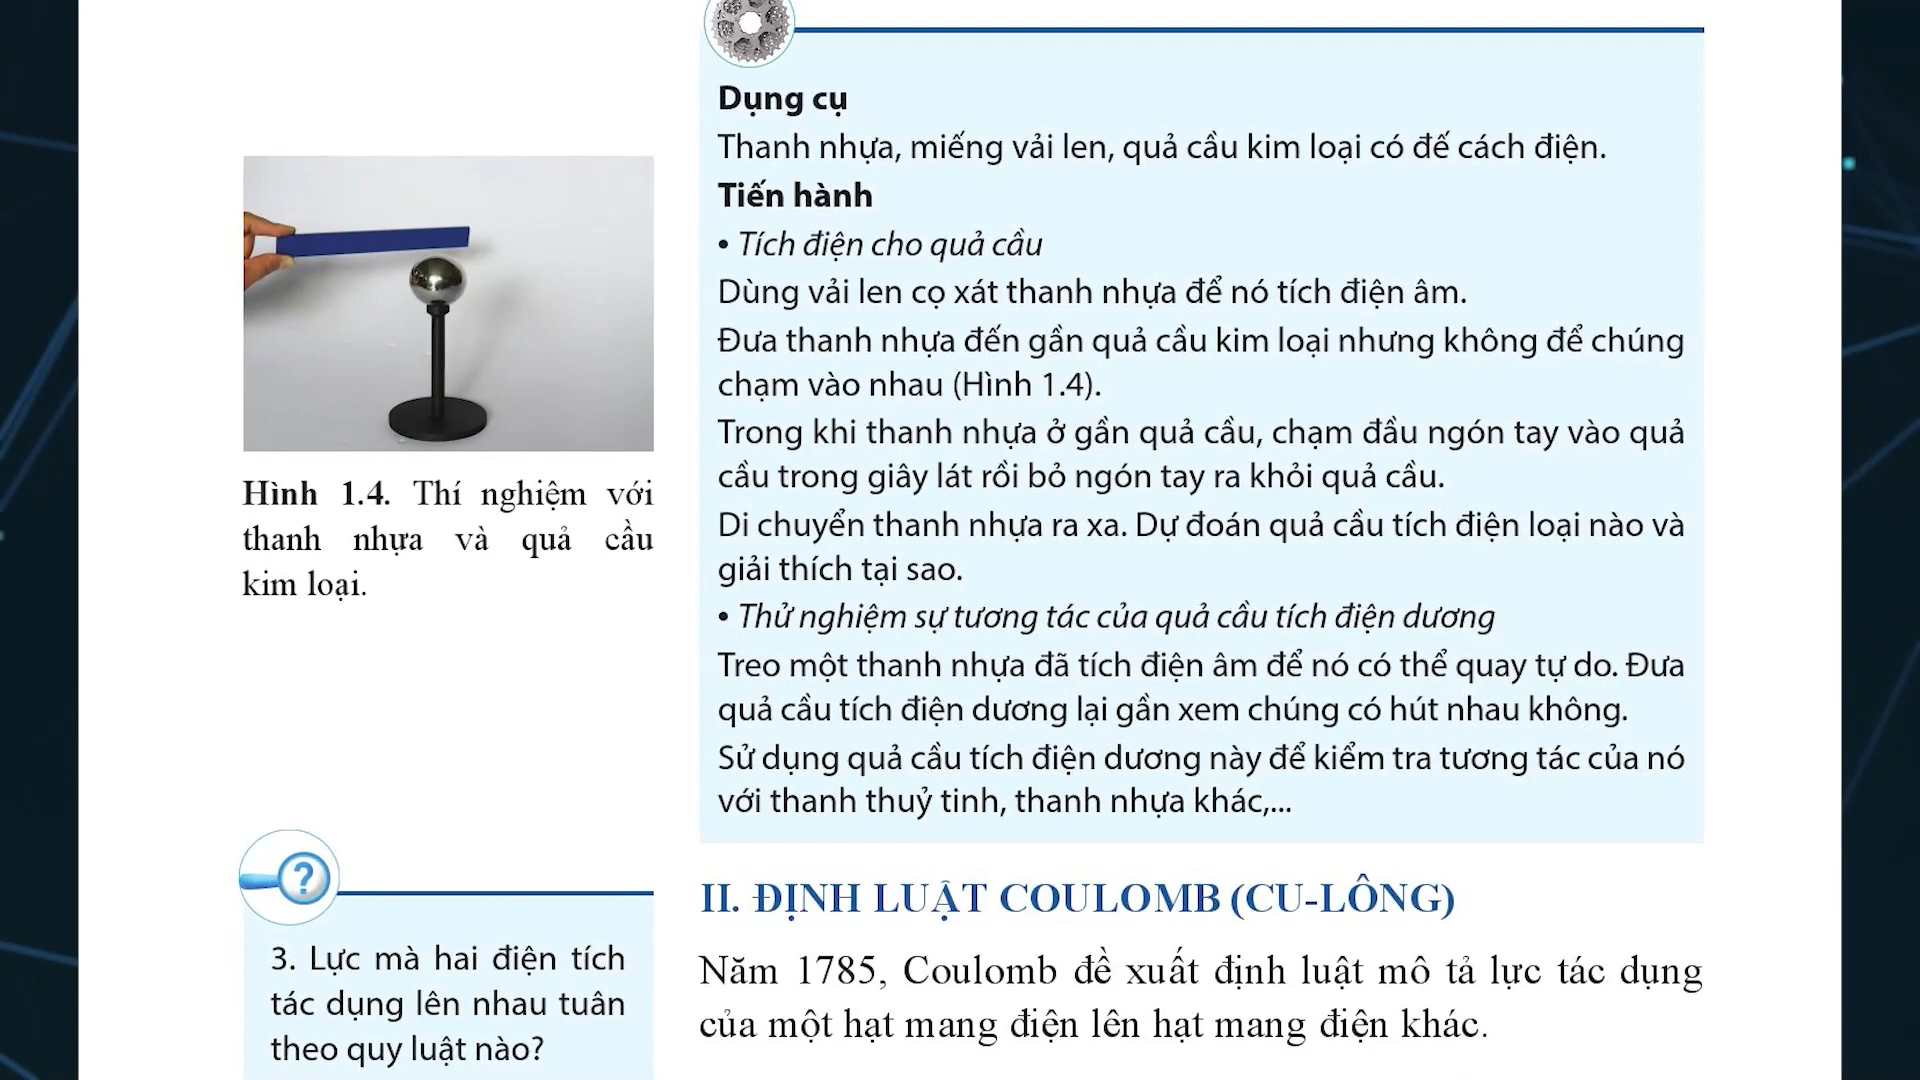 Dụng cụ
Thanh nhựa, miếng vải len, quả cầu kim loại có đế cách điện.
Tiến hành
• Tích điện cho quả cầu
Dùng vải len cọ xát thanh nhựa để nó tích điện âm.
Đưa thanh nhựa đến gần quả cầu kim loại nhưng không để chúng
chạm vào nhau (Hình 1.4).
Trong khi thanh nhựa ở gần quả cầu, chạm đầu ngón tay vào quả
cầu trong giây lát rồi bỏ ngón tay ra khỏi quả cầu.
Di chuyển thanh nhựa ra xa. Dự đoán quả cầu tích điện loại nào và
giải thích tại sao.
• Thử nghiệm sự tương tác của quả cầu tích điện dương
Treo một thanh nhựa đã tích điện âm để nó có thể quay tự do. Đưa
quả cầu tích điện dương lại gần xem chúng có hút nhau không.
Sử dụng quả cầu tích điện dương này để kiểm tra tương tác của nó
với thanh thuỷ tinh, thanh nhựa khác,...
Hình 1.4. Thí nghiệm với
thanh nhựa và quả cầu
kim loại.
?
3. Lực mà hai điện tích
tác dụng lên nhau tuân
theo quy luật nào?
II. ĐỊNH LUẬT COULOMB (CU-LÔNG)
Năm 1785, Coulomb đề xuất định luật mô tả lực tác dụng
của một hạt mang điện lên hạt mang điện khác.